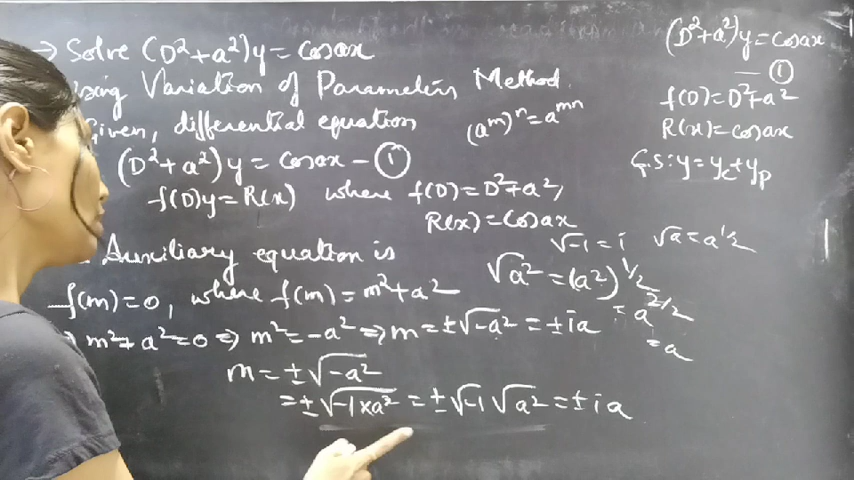 → Solve (D²+a²)y = cosax
Using Variation of Parameters Method.
Given, differential equation
(D²+a²)y = cosax – ①
f(D)y = R(x) where f(D) = D²+a²,
R(x) = cosax
Auxiliary equation is
f(m) = 0, where f(m) = m²+a²
⇒ m²+a² = 0 ⇒ m² = -a² ⇒ m = ±√-a² = ±ia
m = ±√-a²
= ±√-1×a² = ±√-1 √a² = ±ia
(aᵐ)ⁿ = aᵐⁿ
√-1 = i √a = a^1/2
√a² = (a²)^1/2
= a^2/2
= a
(D²+a²)y = cosax
— ①
f(D) = D²+a²
R(x) = cosax
G.S: y = y_c + y_p